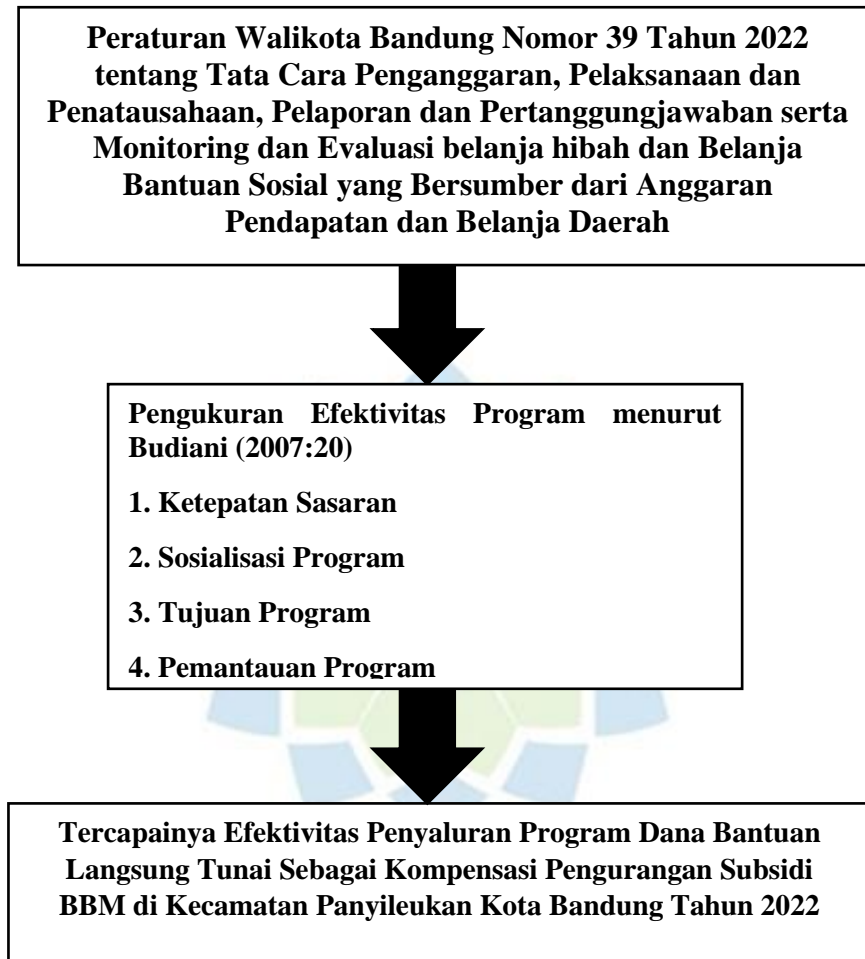 Peraturan Walikota Bandung Nomor 39 Tahun 2022
tentang Tata Cara Penganggaran, Pelaksanaan dan
Penatausahaan, Pelaporan dan Pertanggungjawaban serta
Monitoring dan Evaluasi belanja hibah dan Belanja
Bantuan Sosial yang Bersumber dari Anggaran
Pendapatan dan Belanja Daerah
Pengukuran Efektivitas Program menurut
Budiani (2007:20)
1. Ketepatan Sasaran
2. Sosialisasi Program
3. Tujuan Program
4. Pemantauan Program
Tercapainya Efektivitas Penyaluran Program Dana Bantuan
Langsung Tunai Sebagai Kompensasi Pengurangan Subsidi
BBM di Kecamatan Panyileukan Kota Bandung Tahun 2022